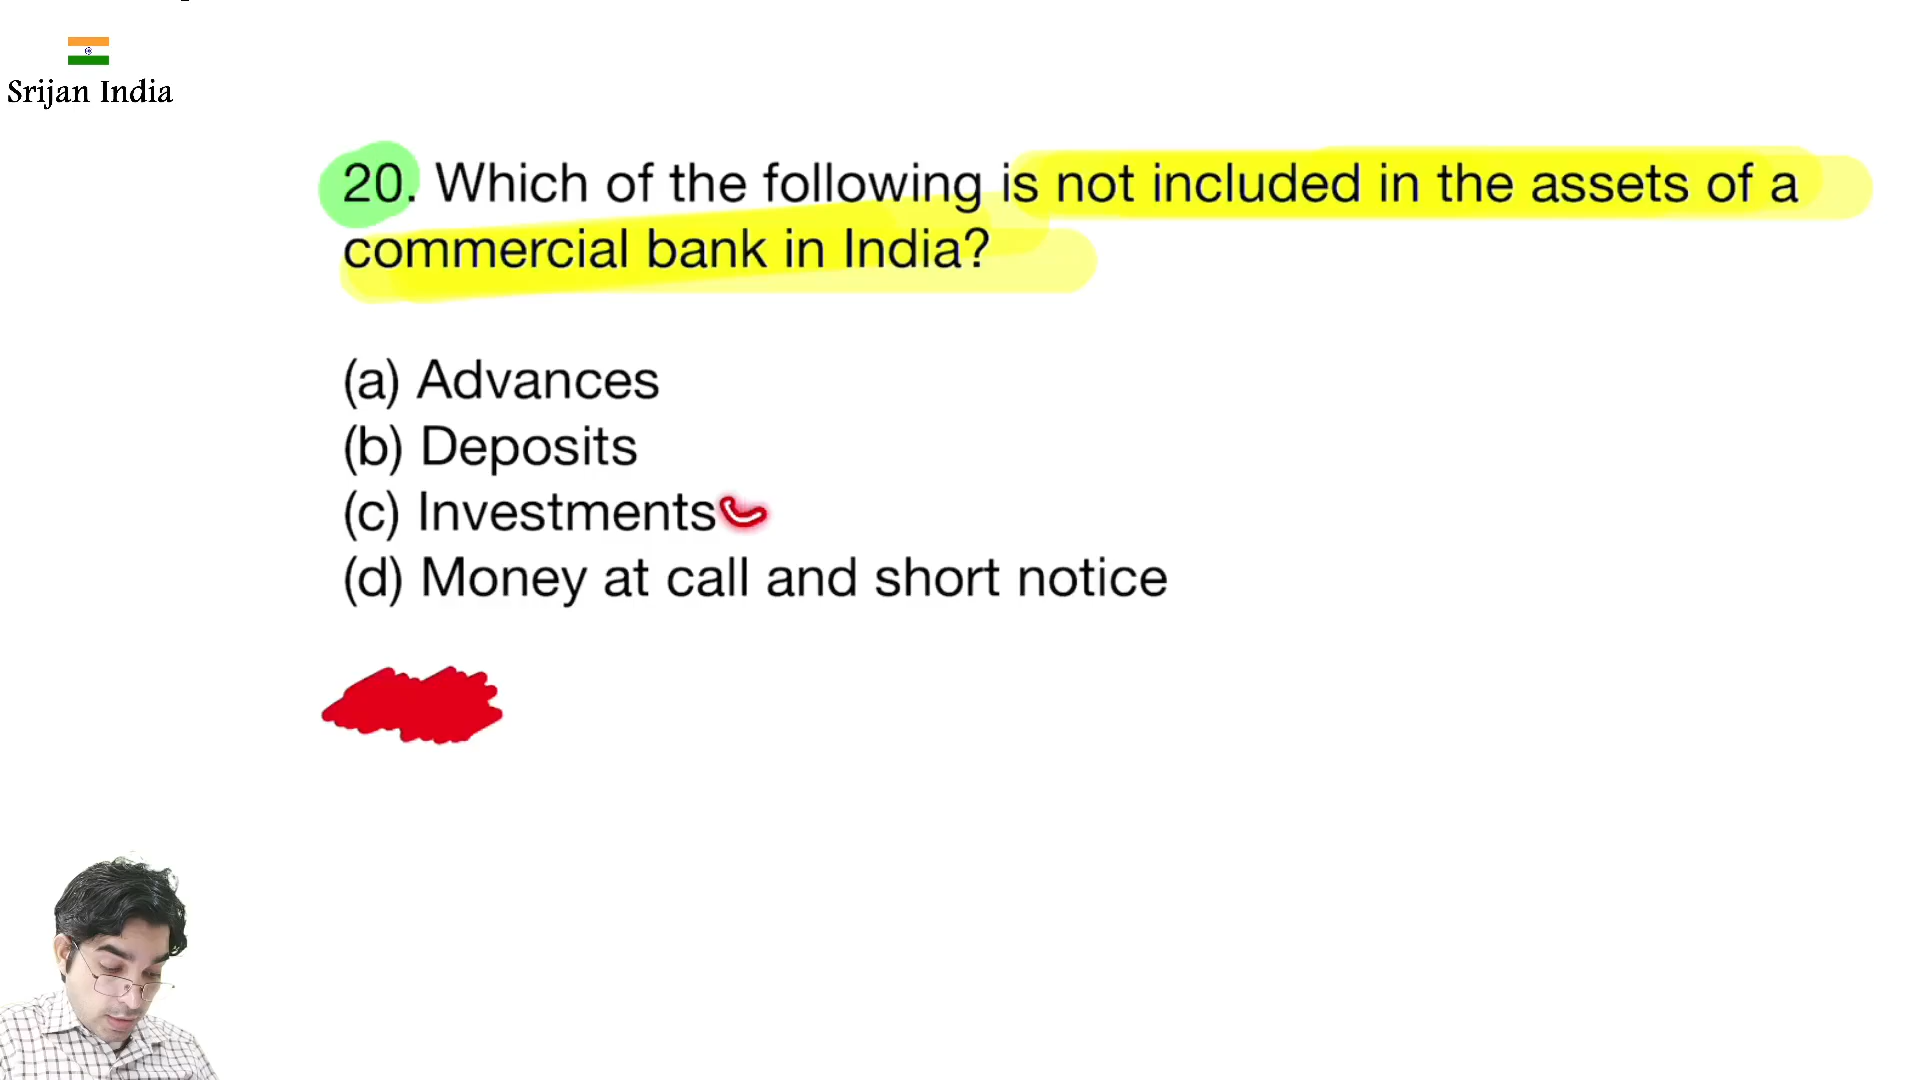 Srijan India
20. Which of the following is not included in the assets of a
commercial bank in India?
(a) Advances
(b) Deposits
(c) Investments
(d) Money at call and short notice